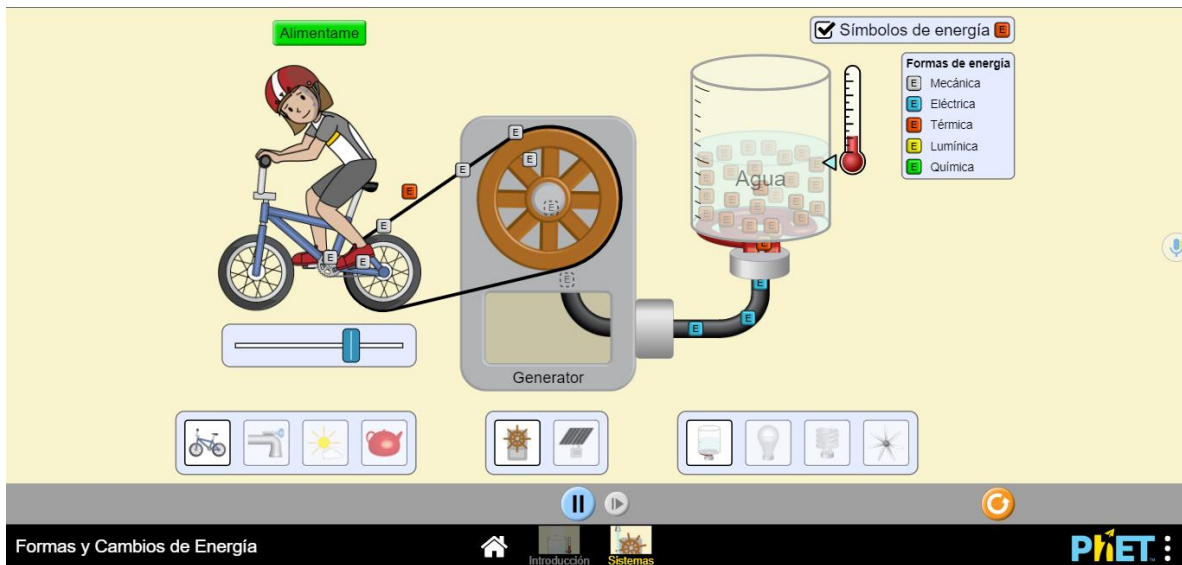 Alimentame
Símbolos de energía E
Formas de energía
E Mecánica
E Eléctrica
E Térmica
E Lumínica
E Química
E
E
E
E
E
E
E
E
E
Agua
E
E
E
E
Generator
Formas y Cambios de Energía
Introducción
Sistemas
PhET